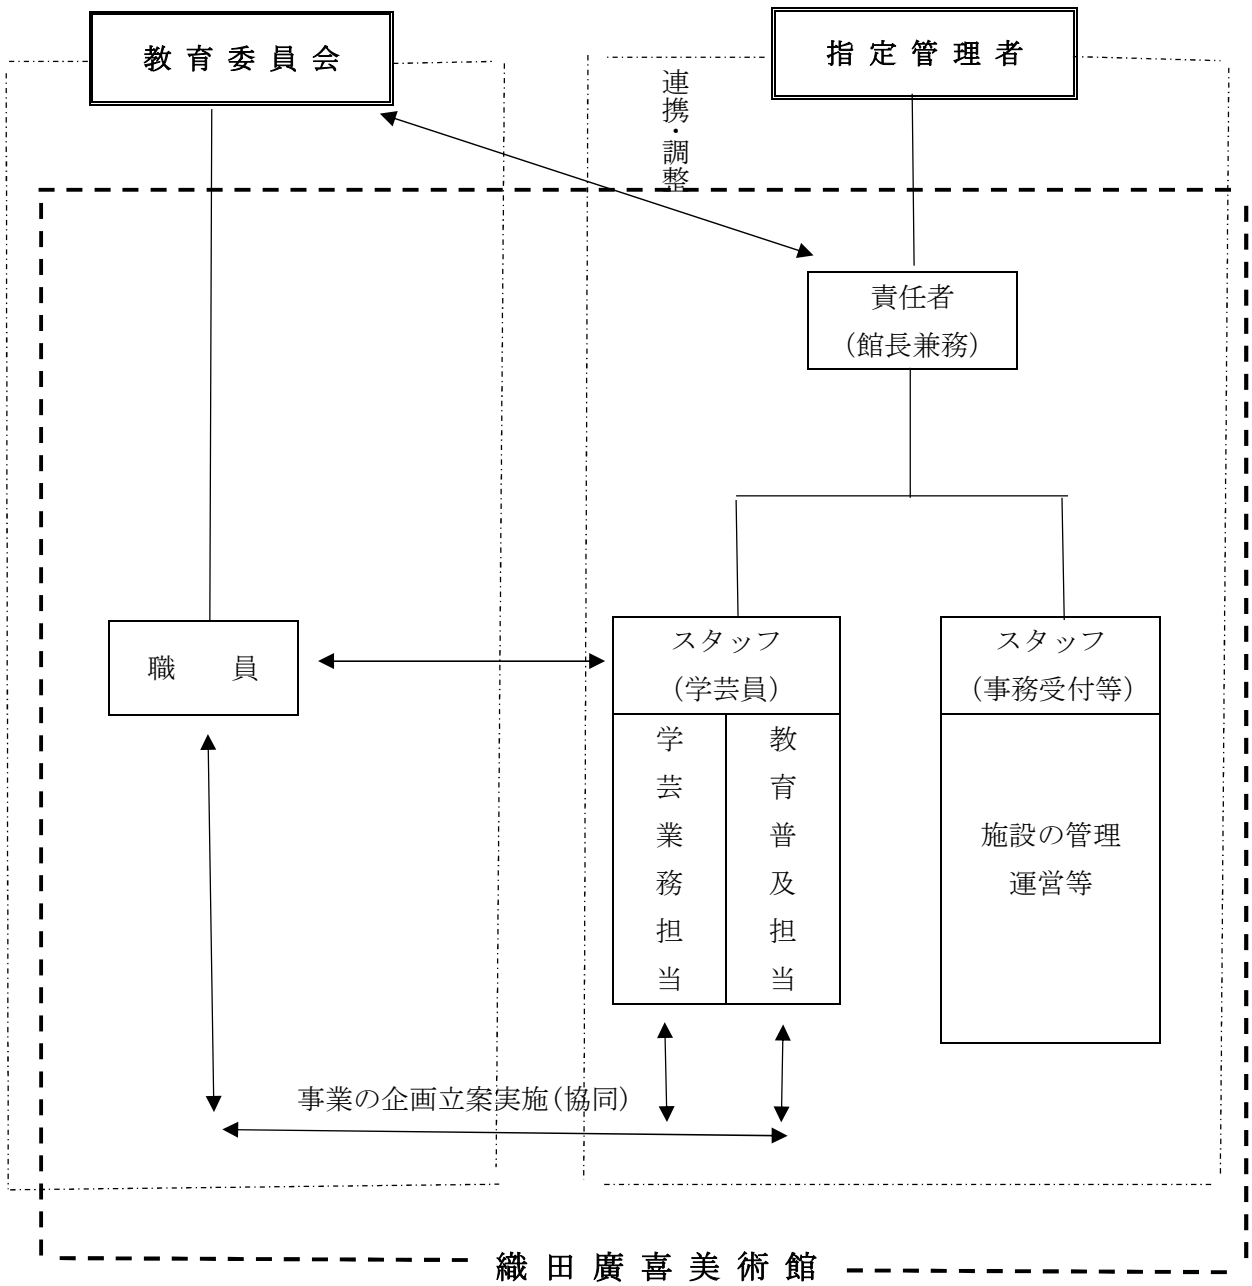 教育委員会
指定管理者
連携・調整
責任者
(館長兼務)
職　員
スタッフ
(学芸員)
学芸業務担当
教育普及担当
スタッフ
(事務受付等)
施設の管理
運営等
事業の企画立案実施(協同)
織田廣喜美術館